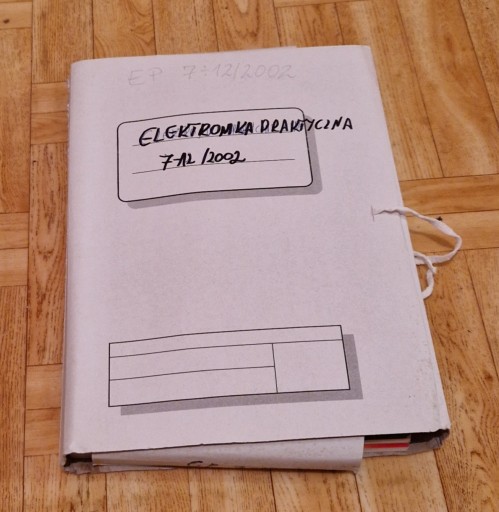 EP 7÷12/2002
ELEKTRONIKA PRAKTYCZNA
7-12/2002